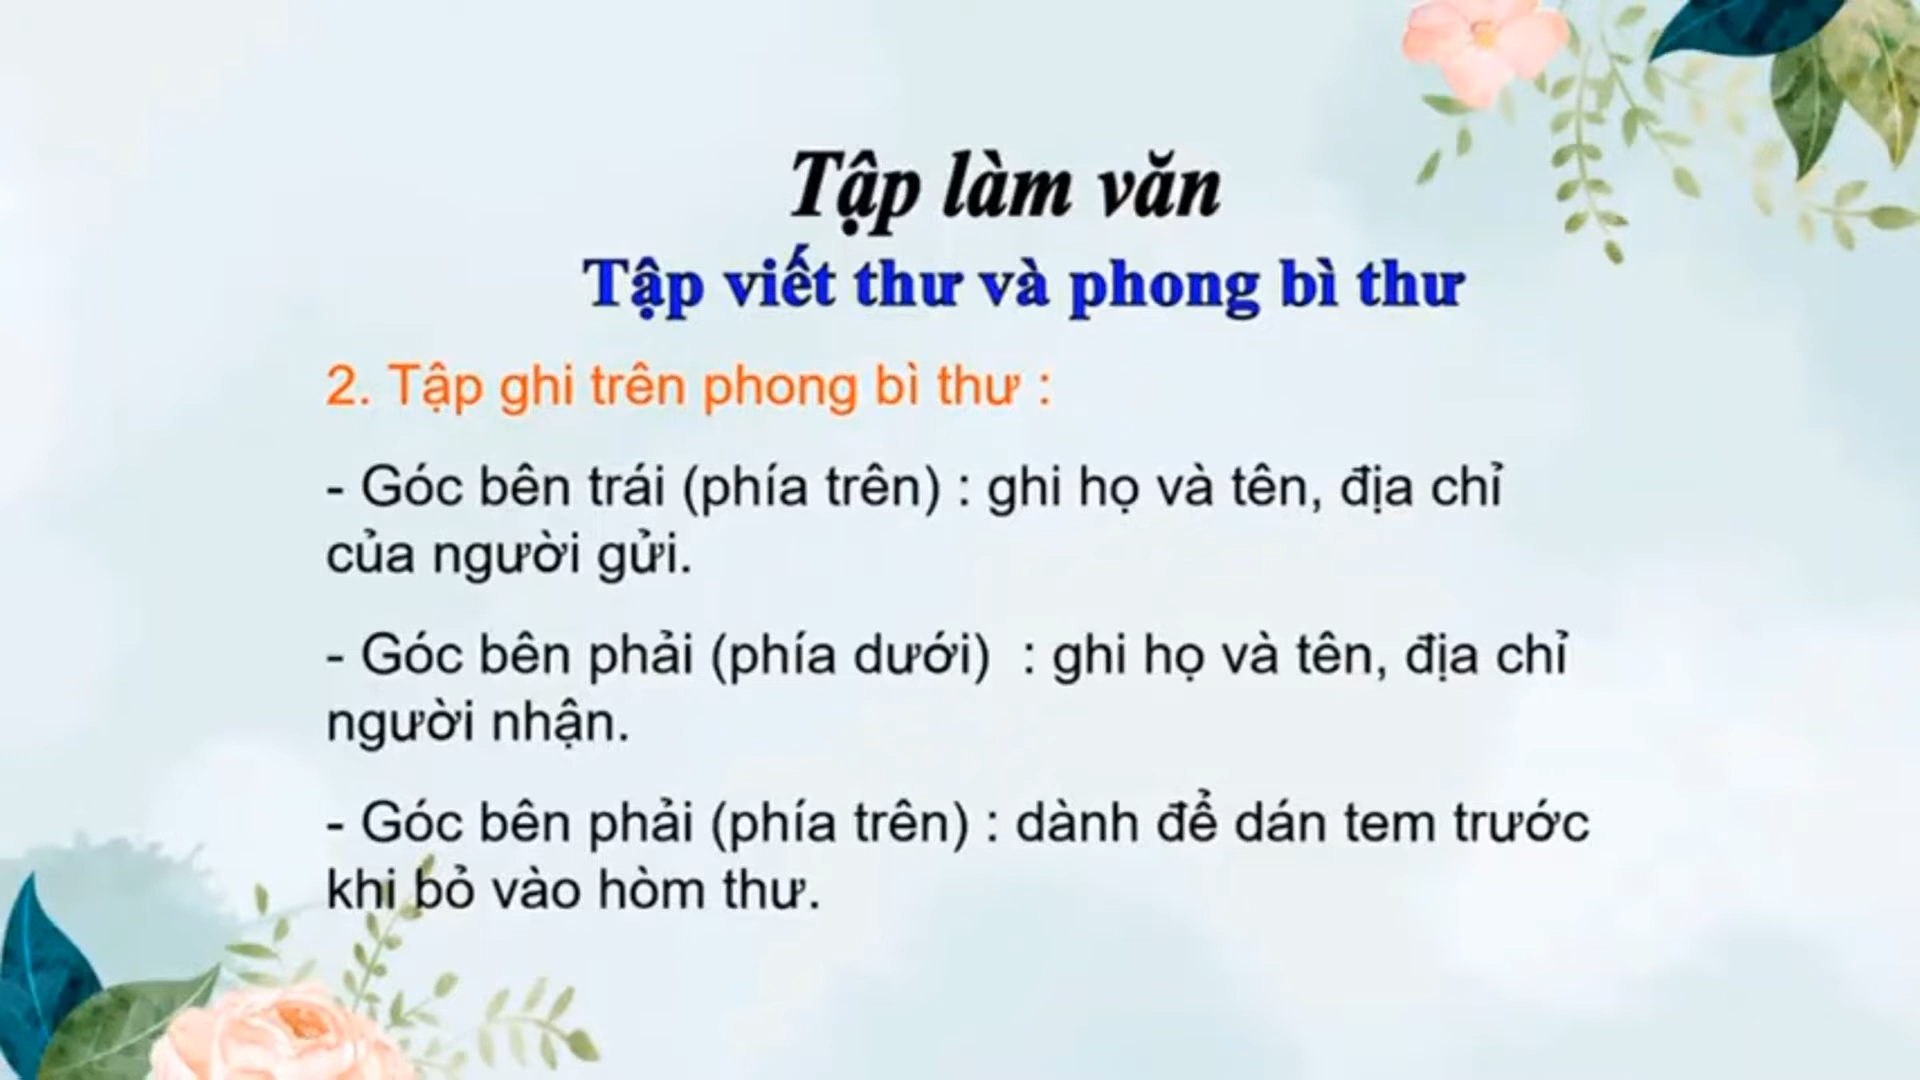 Tập làm văn
Tập viết thư và phong bì thư
2. Tập ghi trên phong bì thư :
- Góc bên trái (phía trên) : ghi họ và tên, địa chỉ
của người gửi.
- Góc bên phải (phía dưới)  : ghi họ và tên, địa chỉ
người nhận.
- Góc bên phải (phía trên) : dành để dán tem trước
khi bỏ vào hòm thư.